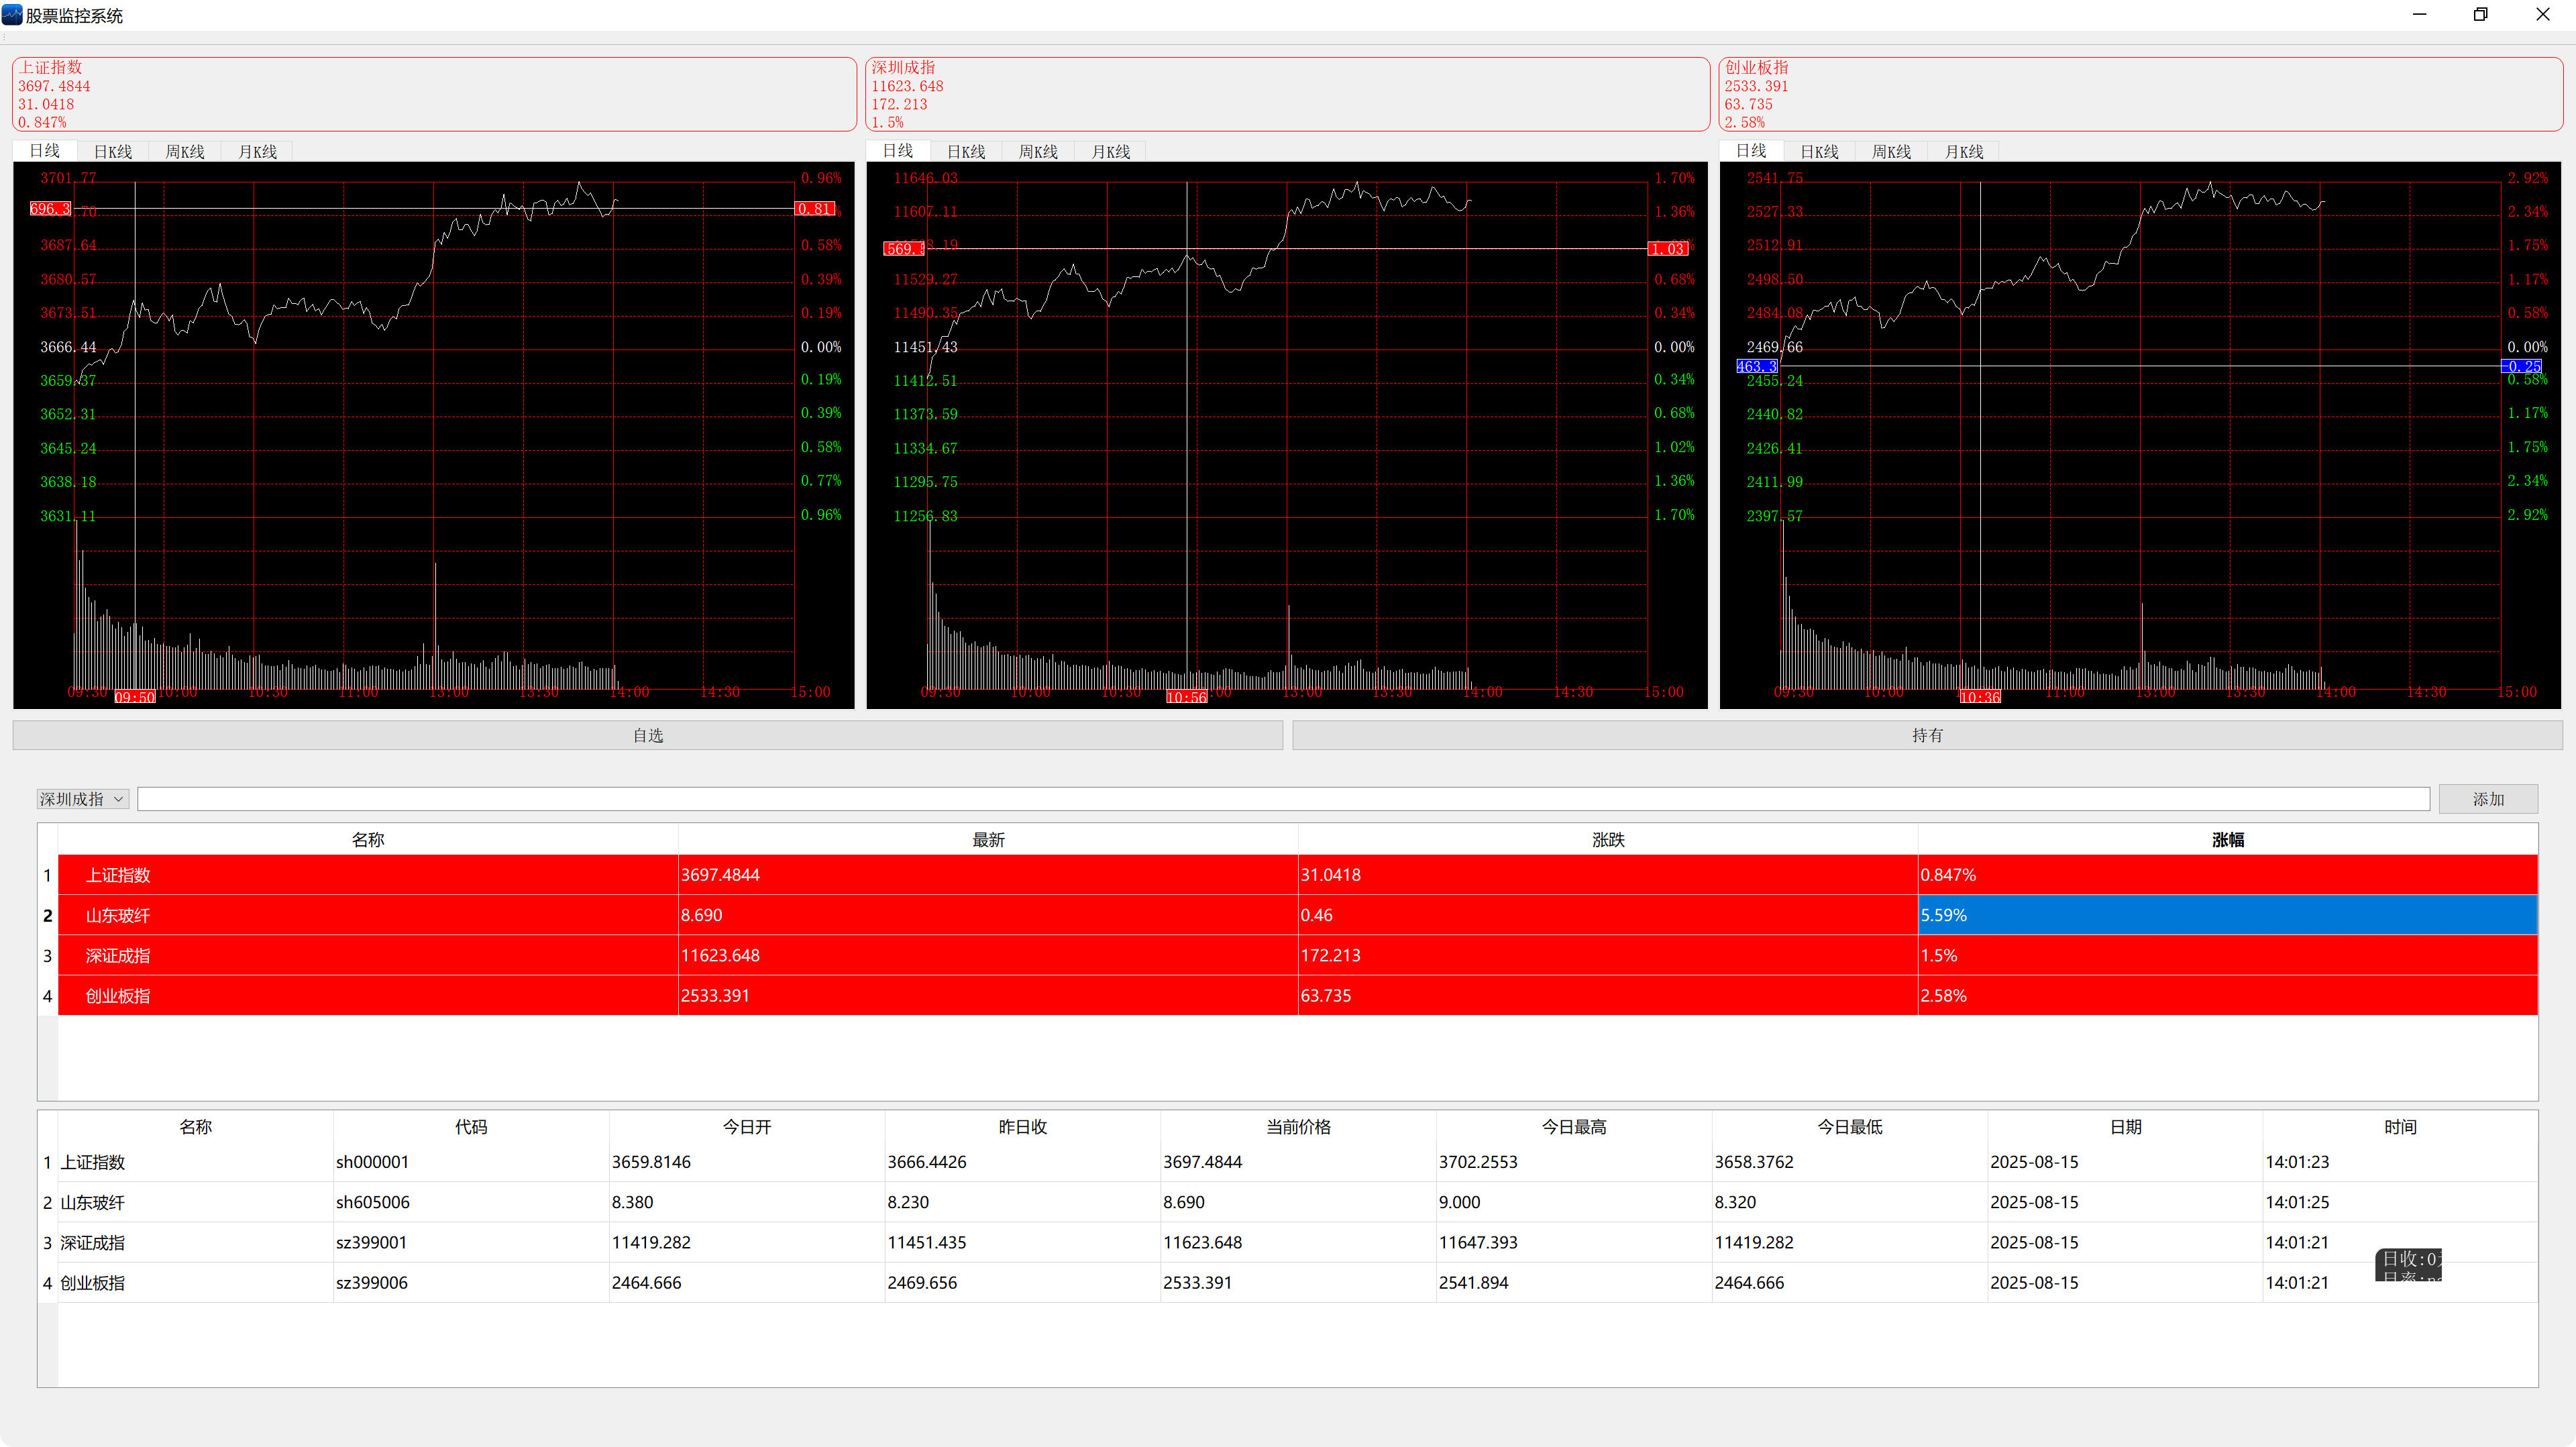 股票监控系统
上证指数
3697.4844
31.0418
0.847%
深圳成指
11623.648
172.213
1.5%
创业板指
2533.391
63.735
2.58%
日线 日K线 周K线 月K线
日线 日K线 周K线 月K线
日线 日K线 周K线 月K线
3701.77 0.96%
696.3 0.81
3687.64 0.58%
3680.57 0.39%
3673.51 0.19%
3666.44 0.00%
3659.37 0.19%
3652.31 0.39%
3645.24 0.58%
3638.18 0.77%
3631.11 0.96%
09:30 09:50 10:00 10:30 11:00 13:00 13:30 14:00 14:30 15:00
11646.03 1.70%
11607.11 1.36%
569. 1.03
11529.27 0.68%
11490.35 0.34%
11451.43 0.00%
11412.51 0.34%
11373.59 0.68%
11334.67 1.02%
11295.75 1.36%
11256.83 1.70%
09:30 10:00 10:30 10:56 13:00 13:30 14:00 14:30 15:00
2541.75 2.92%
2527.33 2.34%
2512.91 1.75%
2498.50 1.17%
2484.08 0.58%
2469.66 0.00%
463.3 -0.25
2455.24 0.58%
2440.82 1.17%
2426.41 1.75%
2411.99 2.34%
2397.57 2.92%
09:30 10:00 10:36 11:00 13:00 13:30 14:00 14:30 15:00
自选 持有
深圳成指 添加
名称 最新 涨跌 涨幅
1 上证指数 3697.4844 31.0418 0.847%
2 山东玻纤 8.690 0.46 5.59%
3 深证成指 11623.648 172.213 1.5%
4 创业板指 2533.391 63.735 2.58%
名称 代码 今日开 昨日收 当前价格 今日最高 今日最低 日期 时间
1 上证指数 sh000001 3659.8146 3666.4426 3697.4844 3702.2553 3658.3762 2025-08-15 14:01:23
2 山东玻纤 sh605006 8.380 8.230 8.690 9.000 8.320 2025-08-15 14:01:25
3 深证成指 sz399001 11419.282 11451.435 11623.648 11647.393 11419.282 2025-08-15 14:01:21
4 创业板指 sz399006 2464.666 2469.656 2533.391 2541.894 2464.666 2025-08-15 14:01:21
日收:0